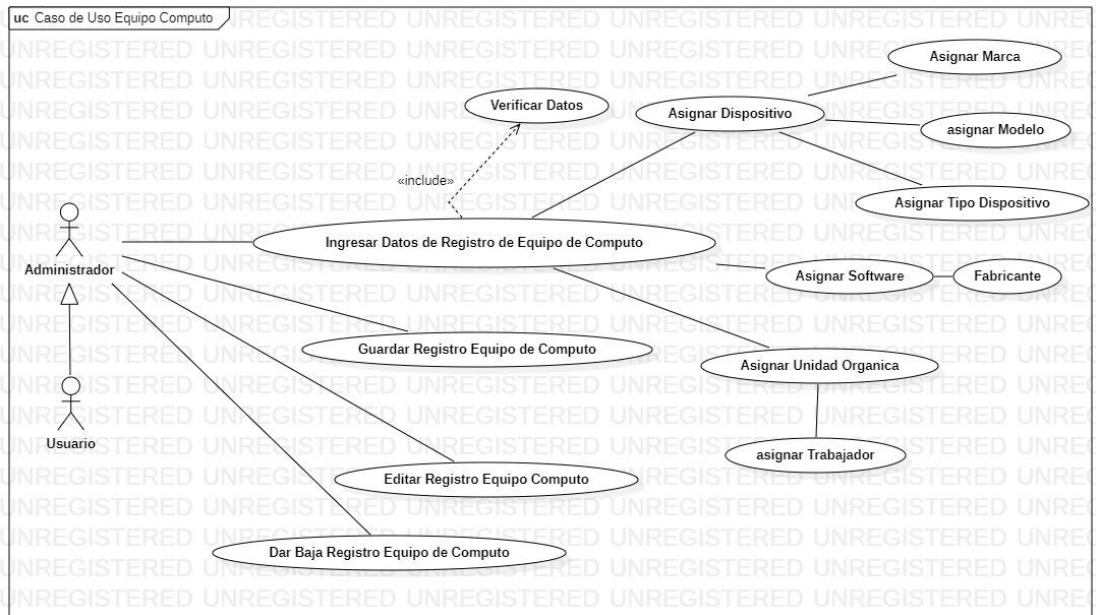 uc Caso de Uso Equipo Computo
Asignar Marca
Verificar Datos
Asignar Dispositivo
asignar Modelo
«include»
Asignar Tipo Dispositivo
Ingresar Datos de Registro de Equipo de Computo
Administrador
Asignar Software
Fabricante
Guardar Registro Equipo de Computo
Asignar Unidad Organica
Usuario
asignar Trabajador
Editar Registro Equipo Computo
Dar Baja Registro Equipo de Computo
UNREGISTERED